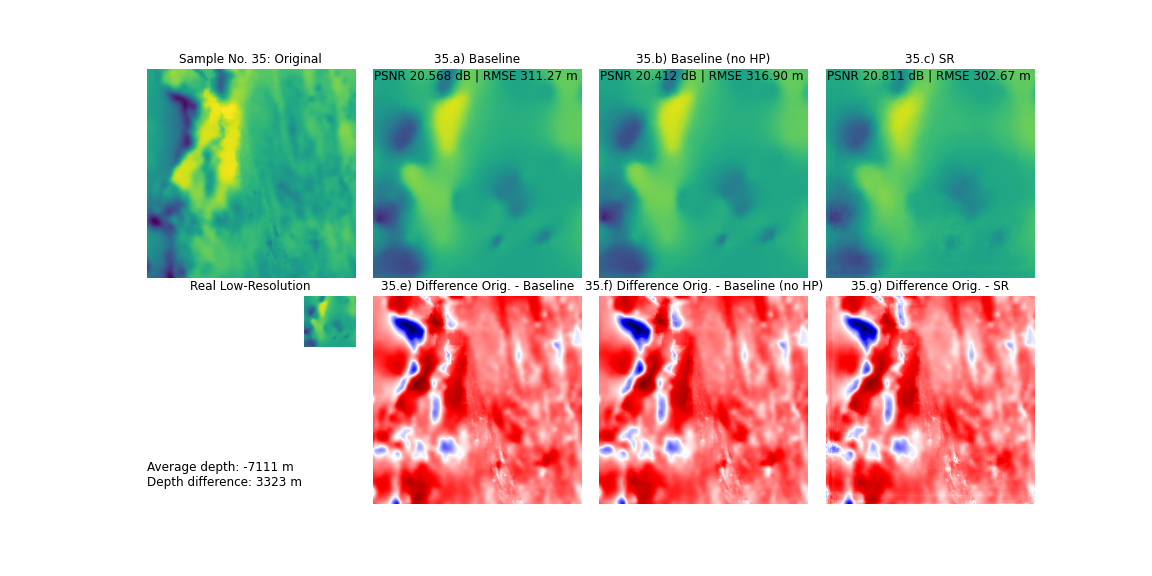 Sample No. 35: Original
35.a) Baseline
35.b) Baseline (no HP)
35.c) SR
PSNR 20.568 dB | RMSE 311.27 m
PSNR 20.412 dB | RMSE 316.90 m
PSNR 20.811 dB | RMSE 302.67 m
Real Low-Resolution
35.e) Difference Orig. - Baseline
35.f) Difference Orig. - Baseline (no HP)
35.g) Difference Orig. - SR
Average depth: -7111 m
Depth difference: 3323 m